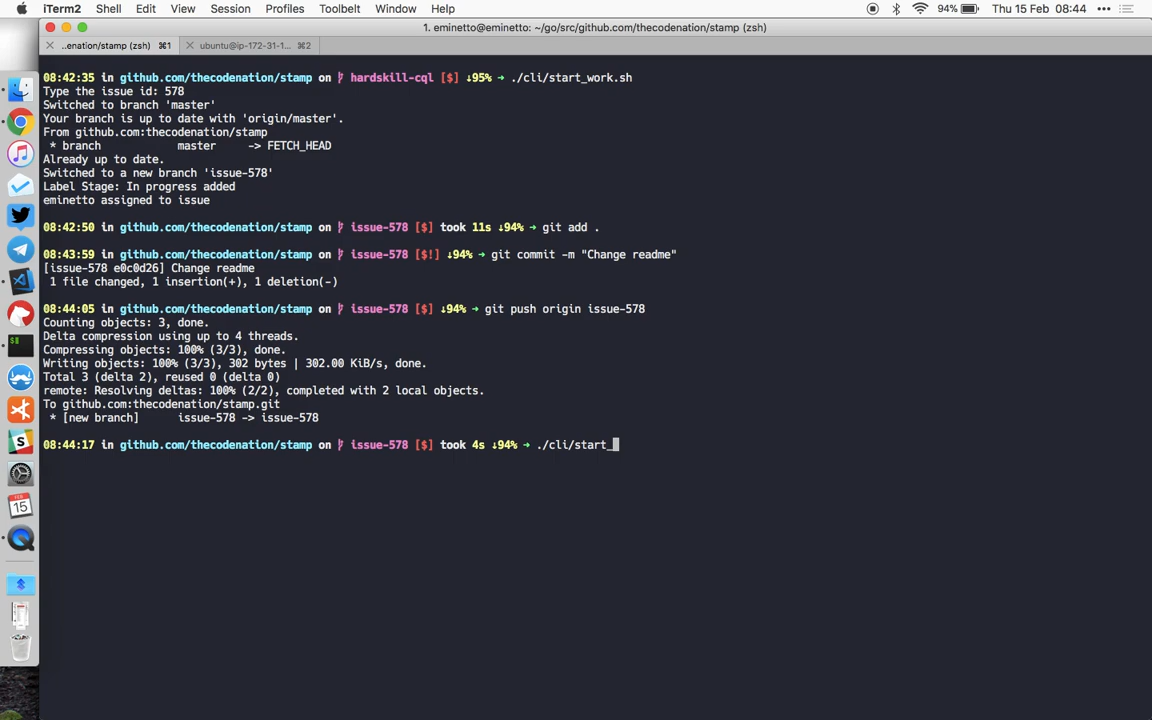 iTerm2 Shell Edit View Session Profiles Toolbelt Window Help 94% Thu 15 Feb 08:44
1. eminetto@eminetto: ~/go/src/github.com/thecodenation/stamp (zsh)
..enation/stamp (zsh) ⌘1 ubuntu@ip-172-31-1... ⌘2
08:42:35 in github.com/thecodenation/stamp on hardskill-cql [$] ↓95% ➜ ./cli/start_work.sh
Type the issue id: 578
Switched to branch 'master'
Your branch is up to date with 'origin/master'.
From github.com:thecodenation/stamp
* branch master -> FETCH_HEAD
Already up to date.
Switched to a new branch 'issue-578'
Label Stage: In progress added
eminetto assigned to issue
08:42:50 in github.com/thecodenation/stamp on issue-578 [$] took 11s ↓94% ➜ git add .
08:43:59 in github.com/thecodenation/stamp on issue-578 [$!] ↓94% ➜ git commit -m "Change readme"
[issue-578 e0c0d26] Change readme
1 file changed, 1 insertion(+), 1 deletion(-)
08:44:05 in github.com/thecodenation/stamp on issue-578 [$] ↓94% ➜ git push origin issue-578
Counting objects: 3, done.
Delta compression using up to 4 threads.
Compressing objects: 100% (3/3), done.
Writing objects: 100% (3/3), 302 bytes | 302.00 KiB/s, done.
Total 3 (delta 2), reused 0 (delta 0)
remote: Resolving deltas: 100% (2/2), completed with 2 local objects.
To github.com:thecodenation/stamp.git
* [new branch] issue-578 -> issue-578
08:44:17 in github.com/thecodenation/stamp on issue-578 [$] took 4s ↓94% ➜ ./cli/start_
15